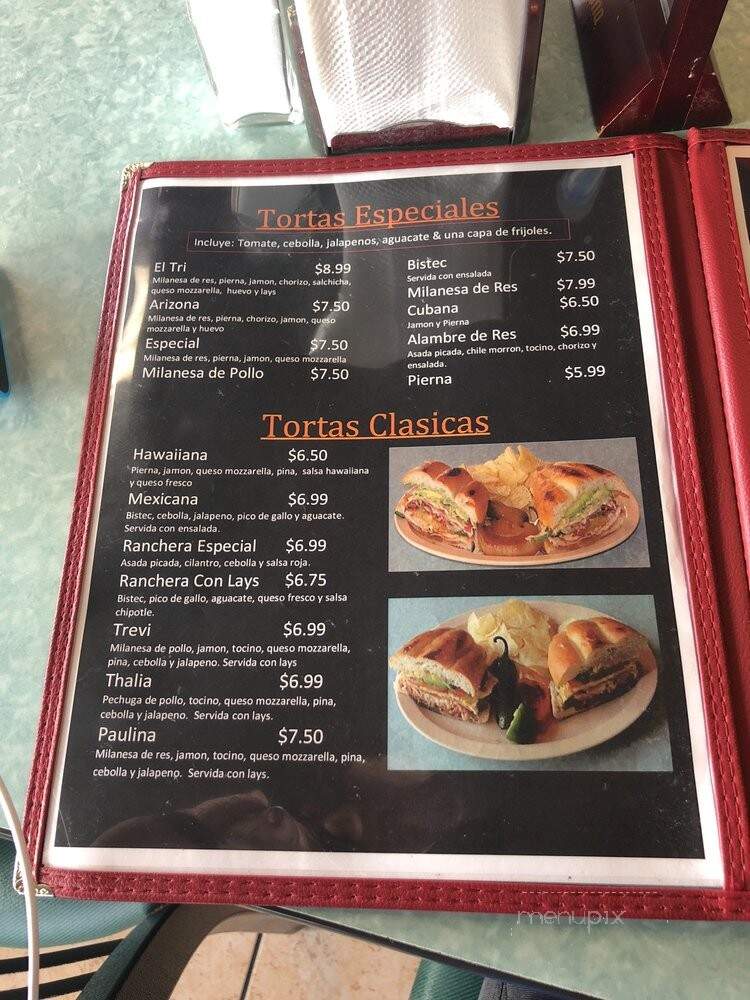 Tortas Especiales
Incluye: Tomate, cebolla, jalapenos, aguacate & una capa de frijoles.
El Tri $8.99
Milanesa de res, pierna, jamon, chorizo, salchicha,
queso mozzarella, huevo y lays
Arizona $7.50
Milanesa de res, pierna, chorizo, jamon, queso
mozzarella y huevo
Especial $7.50
Milanesa de res, pierna, jamon, queso mozzarella
Milanesa de Pollo $7.50
Bistec $7.50
Servida con ensalada
Milanesa de Res $7.99
Cubana $6.50
Jamon y Pierna
Alambre de Res $6.99
Asada picada, chile morron, tocino, chorizo y
ensalada.
Pierna $5.99
Tortas Clasicas
Hawaiiana $6.50
Pierna, jamon, queso mozzarella, pina, salsa hawaiiana
y queso fresco
Mexicana $6.99
Bistec, cebolla, jalapeno, pico de gallo y aguacate.
Servida con ensalada.
Ranchera Especial $6.99
Asada picada, cilantro, cebolla y salsa roja.
Ranchera Con Lays $6.75
Bistec, pico de gallo, aguacate, queso fresco y salsa
chipotle.
Trevi $6.99
Milanesa de pollo, jamon, tocino, queso mozzarella,
pina, cebolla y jalapeno. Servida con lays
Thalia $6.99
Pechuga de pollo, tocino, queso mozzarella, pina,
cebolla y jalapeno. Servida con lays.
Paulina $7.50
Milanesa de res, jamon, tocino, queso mozzarella, pina,
cebolla y jalapeno. Servida con lays.
menupix